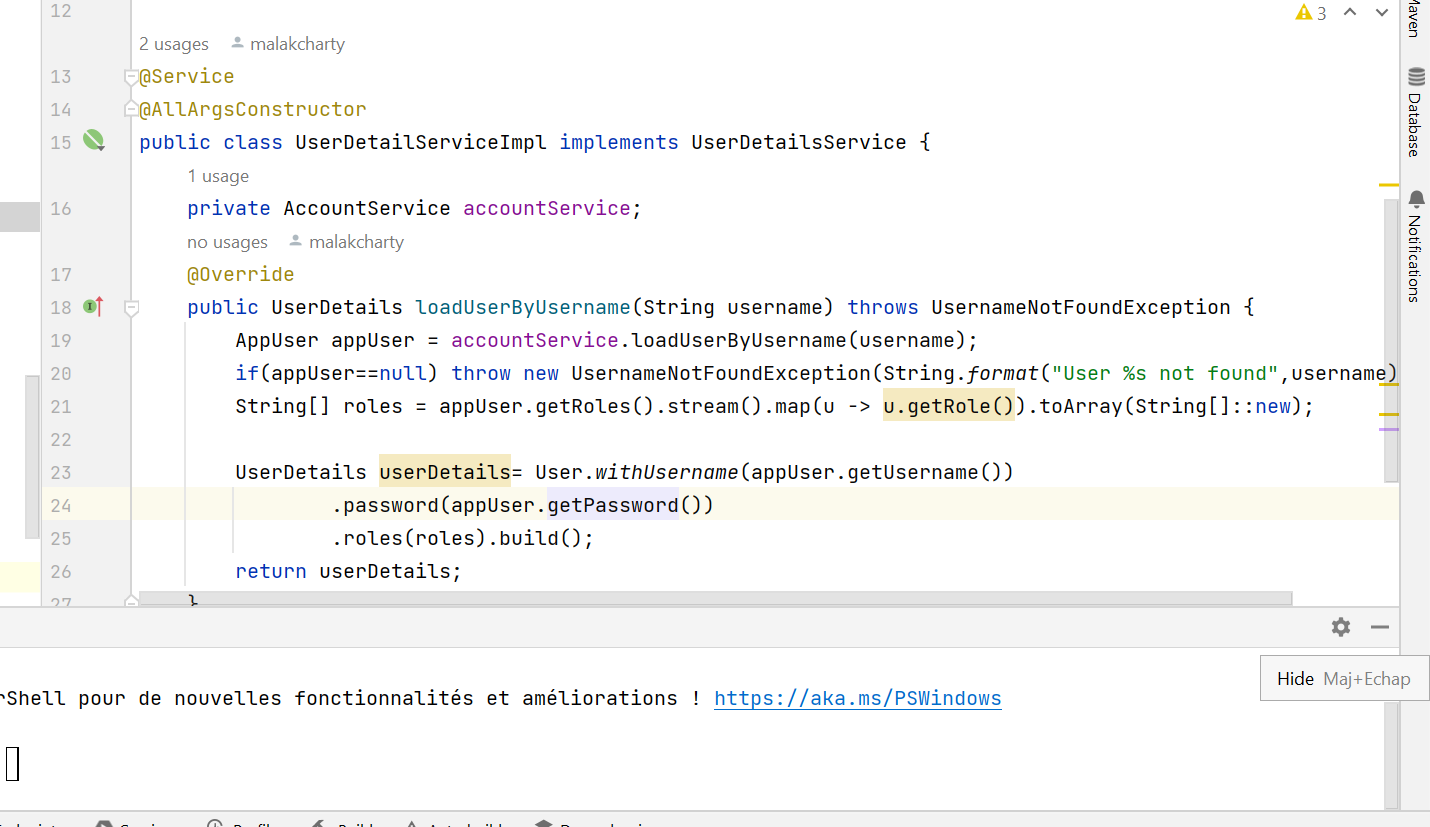 12
3
2 usages malakcharty
13 @Service
14 @AllArgsConstructor
15 public class UserDetailServiceImpl implements UserDetailsService {
1 usage
16 private AccountService accountService;
no usages malakcharty
17 @Override
18 public UserDetails loadUserByUsername(String username) throws UsernameNotFoundException {
19 AppUser appUser = accountService.loadUserByUsername(username);
20 if(appUser==null) throw new UsernameNotFoundException(String.format("User %s not found",username)
21 String[] roles = appUser.getRoles().stream().map(u -> u.getRole()).toArray(String[]::new);
22
23 UserDetails userDetails= User.withUsername(appUser.getUsername())
24 .password(appUser.getPassword())
25 .roles(roles).build();
26 return userDetails;
27 }
Maven
Database
Notifications
Hide Maj+Echap
rShell pour de nouvelles fonctionnalités et améliorations ! https://aka.ms/PSWindows